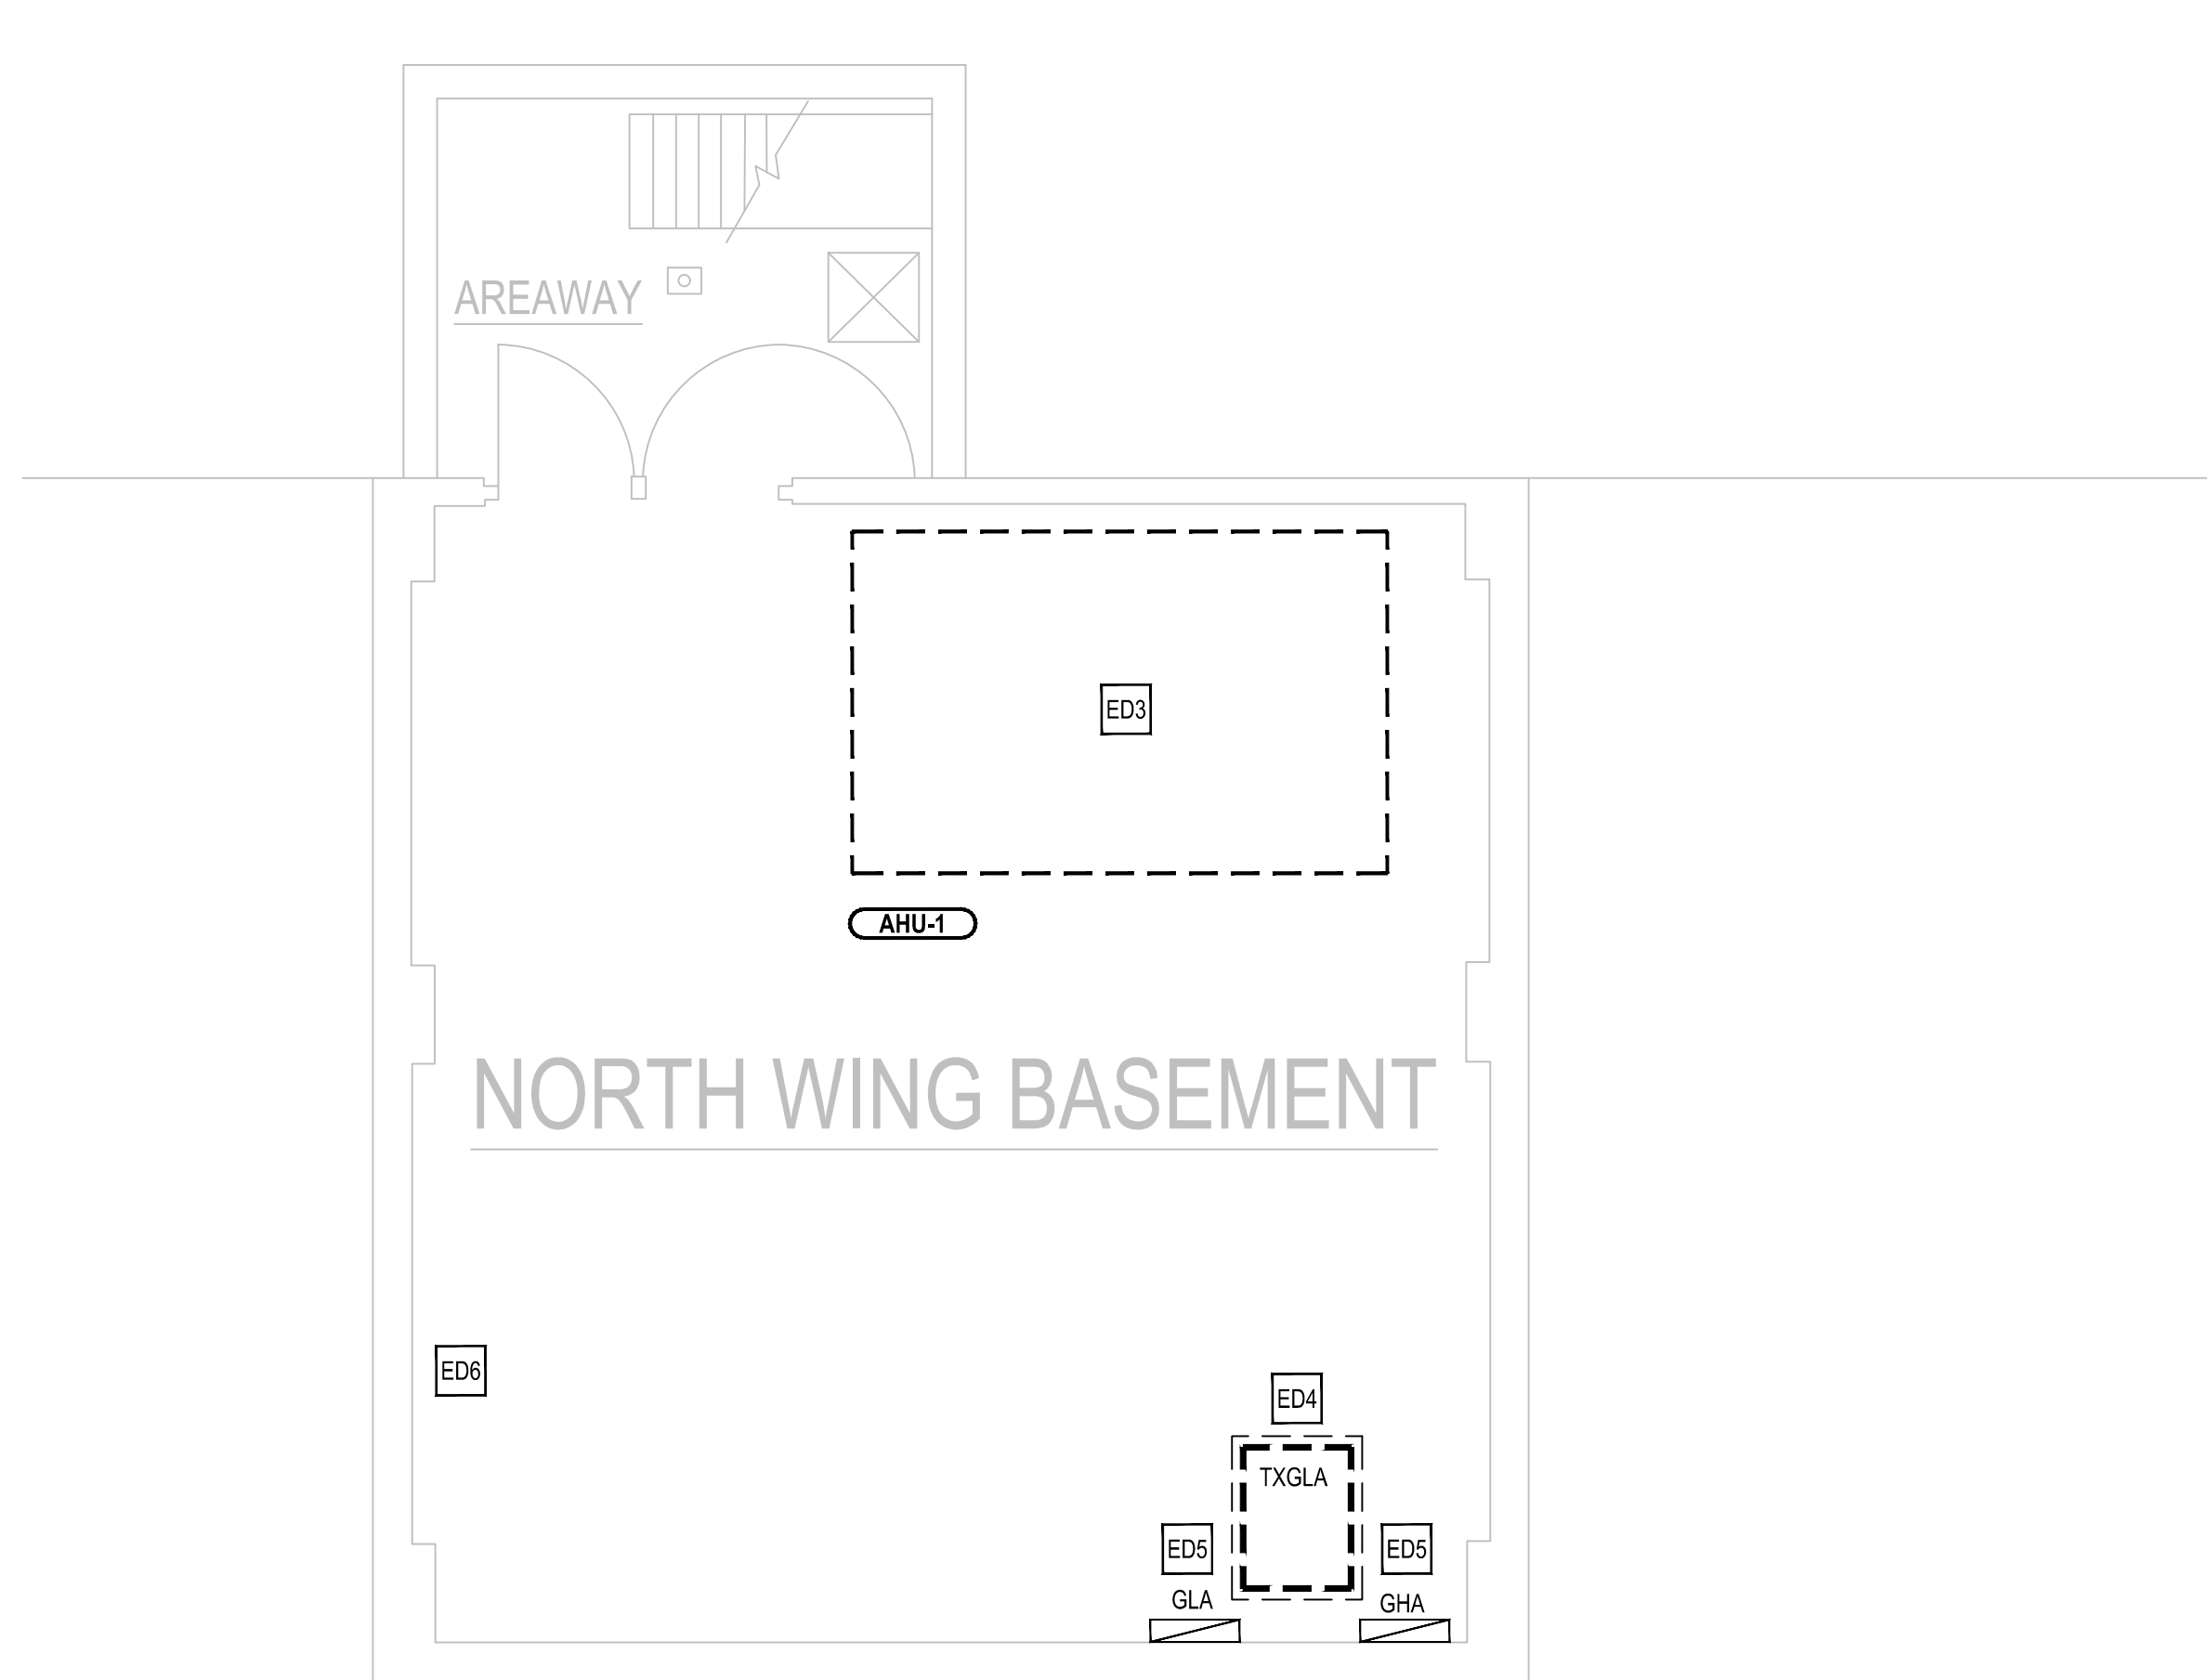 AREAWAY
ED3
AHU-1
NORTH WING BASEMENT
ED6
ED4
TXGLA
ED5
ED5
GLA
GHA